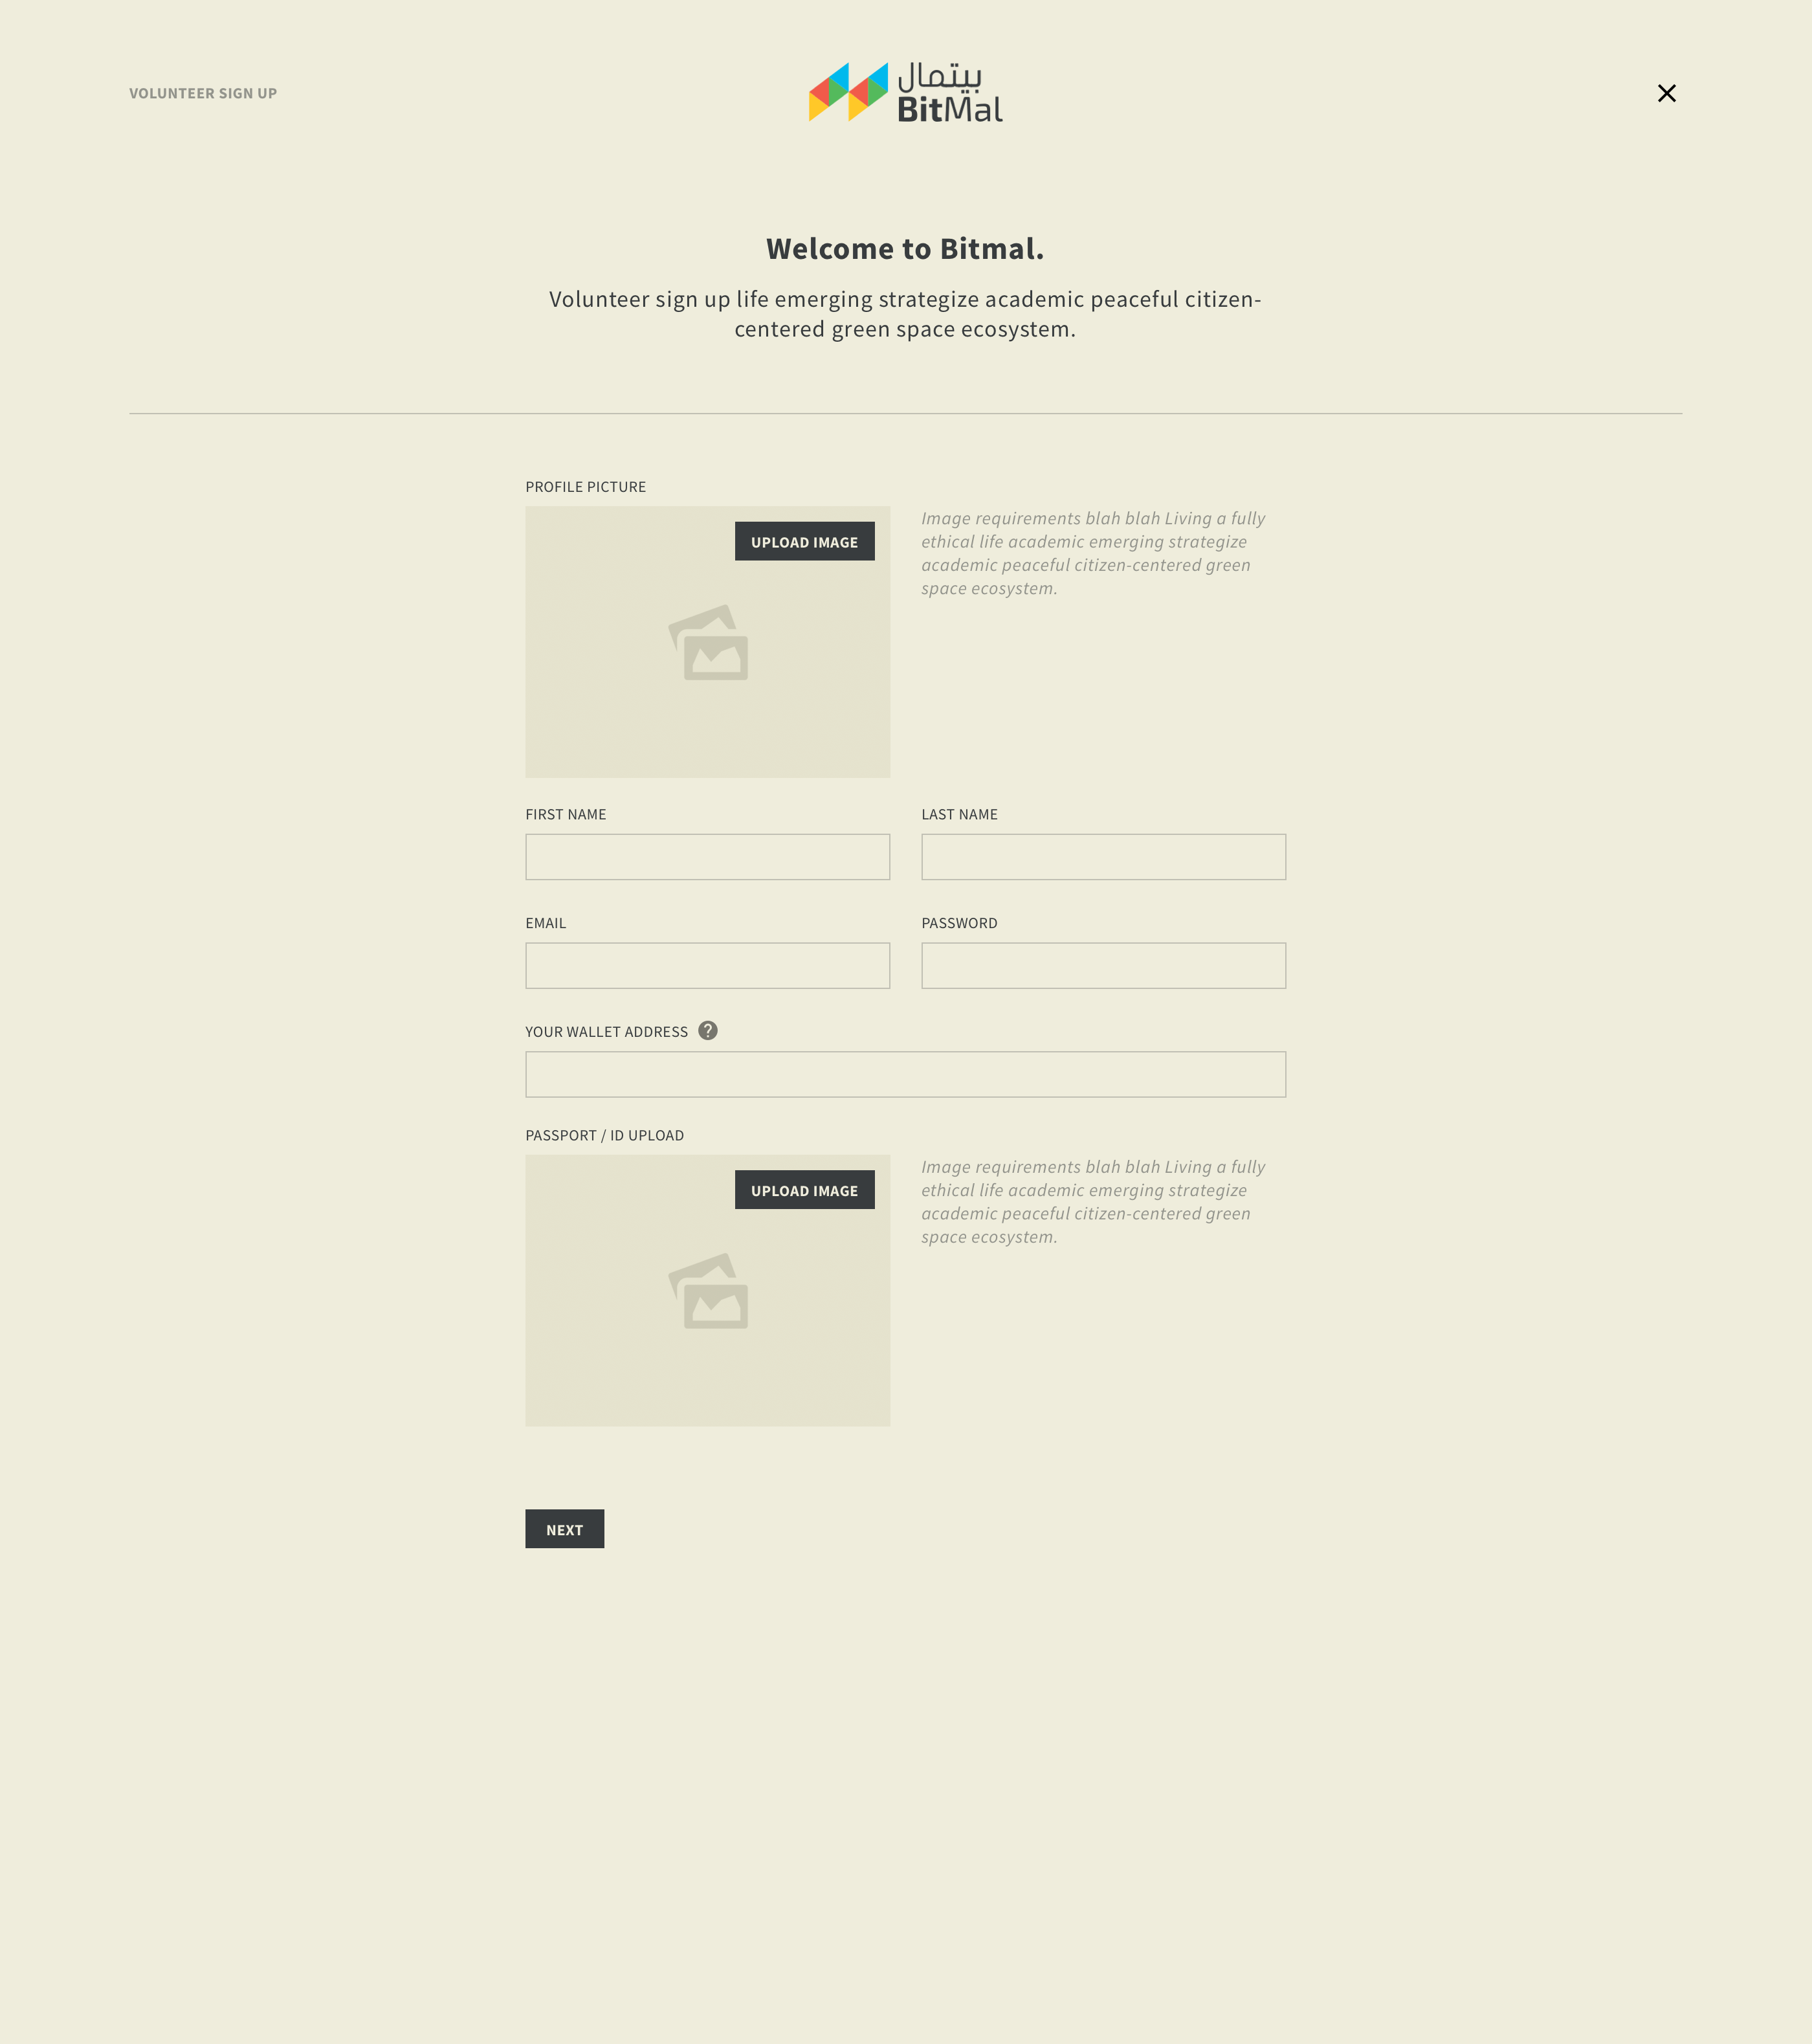 VOLUNTEER SIGN UP
بيتمال
BitMal
Welcome to Bitmal.
Volunteer sign up life emerging strategize academic peaceful citizen-
centered green space ecosystem.
PROFILE PICTURE
UPLOAD IMAGE
Image requirements blah blah Living a fully
ethical life academic emerging strategize
academic peaceful citizen-centered green
space ecosystem.
FIRST NAME
LAST NAME
EMAIL
PASSWORD
YOUR WALLET ADDRESS ?
PASSPORT / ID UPLOAD
UPLOAD IMAGE
Image requirements blah blah Living a fully
ethical life academic emerging strategize
academic peaceful citizen-centered green
space ecosystem.
NEXT